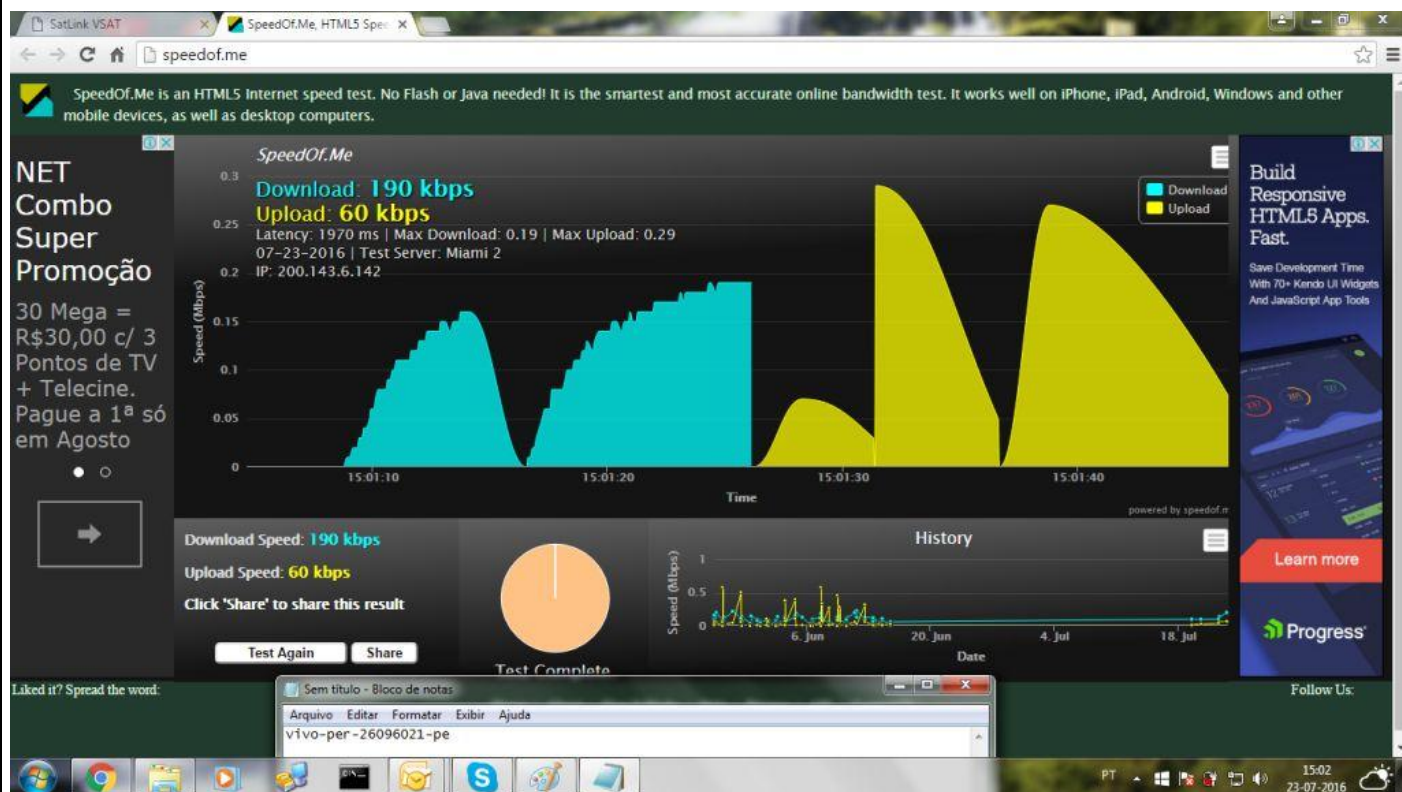 SatLink VSAT
SpeedOf.Me, HTML5 Spee
speedof.me
SpeedOf.Me is an HTML5 Internet speed test. No Flash or Java needed! It is the smartest and most accurate online bandwidth test. It works well on iPhone, iPad, Android, Windows and other
mobile devices, as well as desktop computers.
NET
Combo
Super
Promoção
30 Mega =
R$30,00 c/ 3
Pontos de TV
+ Telecine.
Pague a 1ª só
em Agosto
SpeedOf.Me
Download: 190 kbps
Upload: 60 kbps
Latency: 1970 ms | Max Download: 0.19 | Max Upload: 0.29
07-23-2016 | Test Server: Miami 2
IP: 200.143.6.142
Download
Upload
Speed (Mbps)
0.3
0.25
0.2
0.15
0.1
0.05
0
15:01:10 15:01:20 15:01:30 15:01:40
Time
powered by speedof.m
Build
Responsive
HTML5 Apps.
Fast.
Save Development Time
With 70+ Kendo UI Widgets
And JavaScript App Tools
Learn more
Progress
Download Speed: 190 kbps
Upload Speed: 60 kbps
Click 'Share' to share this result
Test Again Share
Test Complete
History
Speed (Mbps)
1
0.5
0
6. Jun 20. Jun 4. Jul 18. Jul
Date
Liked it? Spread the word:
Follow Us:
Sem título - Bloco de notas
Arquivo Editar Formatar Exibir Ajuda
vivo-per-26096021-pe
PT
15:02
23-07-2016